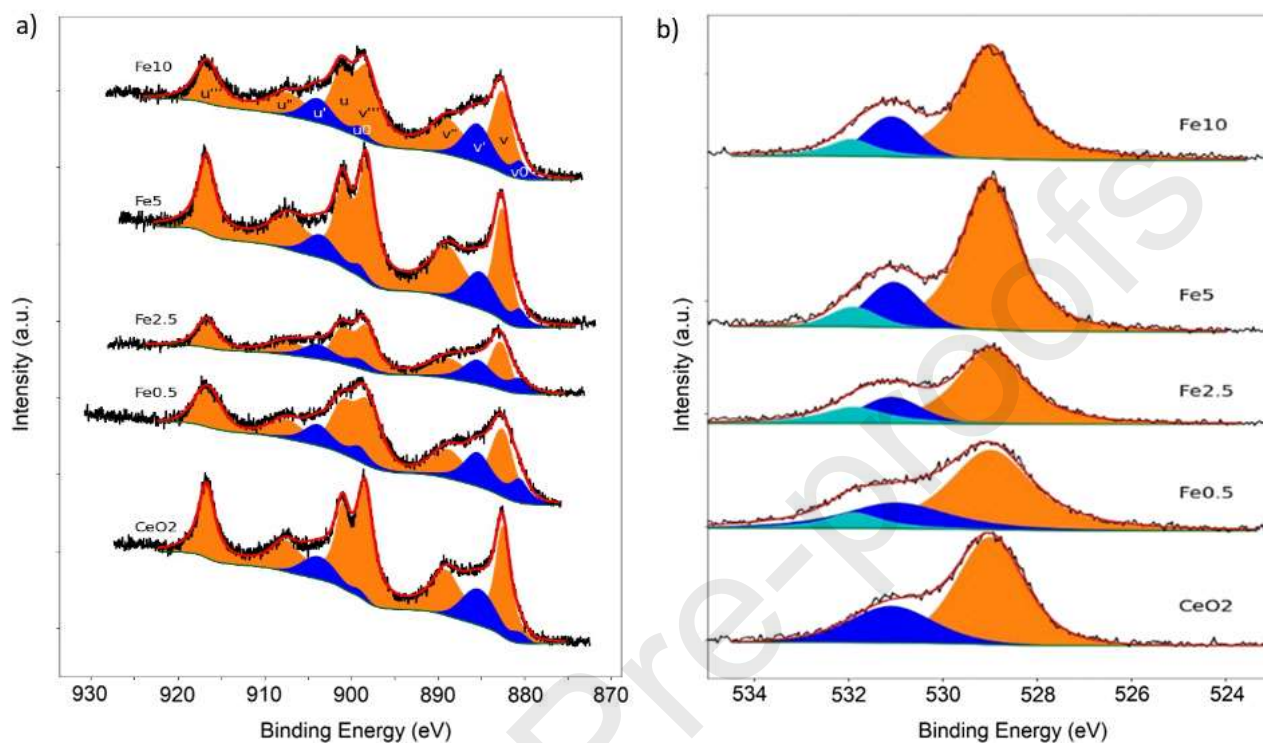 a)
Fe10
u'''
u''
u'
u
u0
v'''
v''
v'
v
v0
Fe5
Fe2.5
Fe0.5
CeO2
Intensity (a.u.)
930 920 910 900 890 880 870
Binding Energy (eV)
b)
Fe10
Fe5
Fe2.5
Fe0.5
CeO2
Intensity (a.u.)
534 532 530 528 526 524
Binding Energy (eV)
Pre-proofs